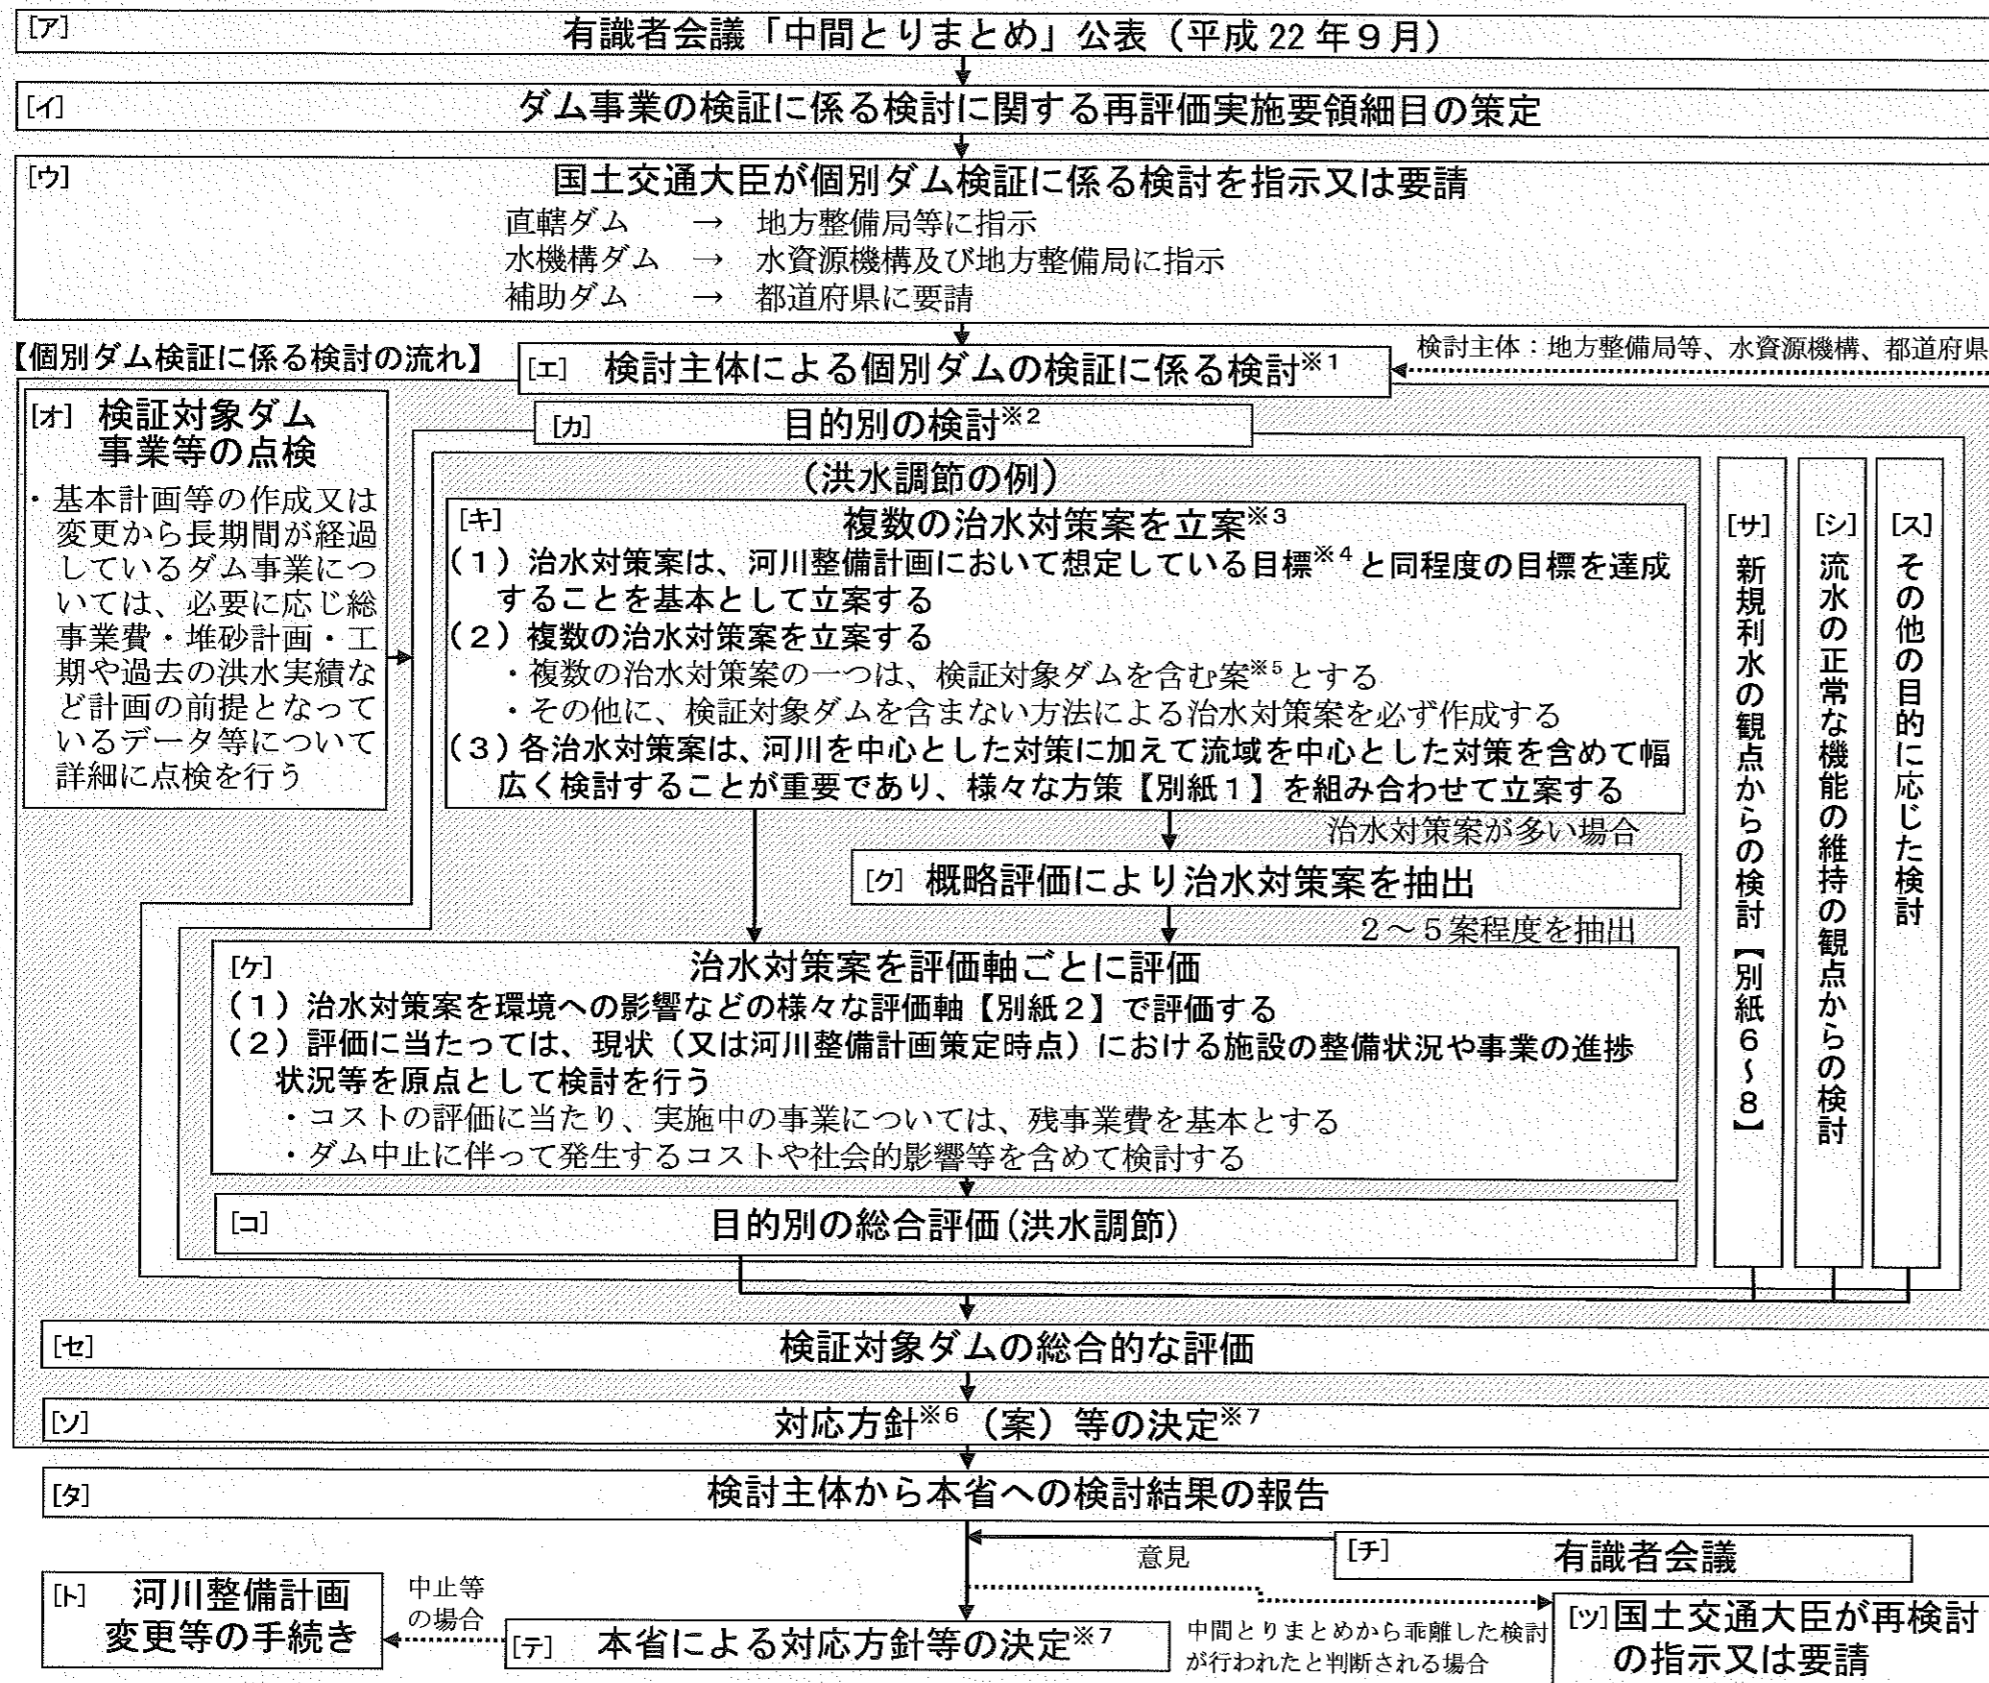 [ア] 有識者会議「中間とりまとめ」公表（平成22年９月）
[イ] ダム事業の検証に係る検討に関する再評価実施要領細目の策定
[ウ] 国土交通大臣が個別ダム検証に係る検討を指示又は要請
直轄ダム → 地方整備局等に指示
水機構ダム → 水資源機構及び地方整備局に指示
補助ダム → 都道府県に要請
【個別ダム検証に係る検討の流れ】
[エ] 検討主体による個別ダムの検証に係る検討※1
検討主体：地方整備局等、水資源機構、都道府県
[オ] 検証対象ダム
事業等の点検
・基本計画等の作成又は
変更から長期間が経過
しているダム事業につ
いては、必要に応じ総
事業費・堆砂計画・工
期や過去の洪水実績な
ど計画の前提となって
いるデータ等について
詳細に点検を行う
[カ] 目的別の検討※2
（洪水調節の例）
[キ] 複数の治水対策案を立案※3
（１）治水対策案は、河川整備計画において想定している目標※4と同程度の目標を達成
することを基本として立案する
（２）複数の治水対策案を立案する
・複数の治水対策案の一つは、検証対象ダムを含む案※5とする
・その他に、検証対象ダムを含まない方法による治水対策案を必ず作成する
（３）各治水対策案は、河川を中心とした対策に加えて流域を中心とした対策を含めて幅
広く検討することが重要であり、様々な方策【別紙１】を組み合わせて立案する
治水対策案が多い場合
[ク] 概略評価により治水対策案を抽出
２～５案程度を抽出
[ケ] 治水対策案を評価軸ごとに評価
（１）治水対策案を環境への影響などの様々な評価軸【別紙２】で評価する
（２）評価に当たっては、現状（又は河川整備計画策定時点）における施設の整備状況や事業の進捗
状況等を原点として検討を行う
・コストの評価に当たり、実施中の事業については、残事業費を基本とする
・ダム中止に伴って発生するコストや社会的影響等を含めて検討する
[コ] 目的別の総合評価(洪水調節)
[サ] 新規利水の観点からの検討【別紙６～８】
[シ] 流水の正常な機能の維持の観点からの検討
[ス] その他の目的に応じた検討
[セ] 検証対象ダムの総合的な評価
[ソ] 対応方針※6（案）等の決定※7
[タ] 検討主体から本省への検討結果の報告
意見
[チ] 有識者会議
[ト] 河川整備計画
変更等の手続き
中止等
の場合
[テ] 本省による対応方針等の決定※7
中間とりまとめから乖離した検討
が行われたと判断される場合
[ツ] 国土交通大臣が再検討
の指示又は要請